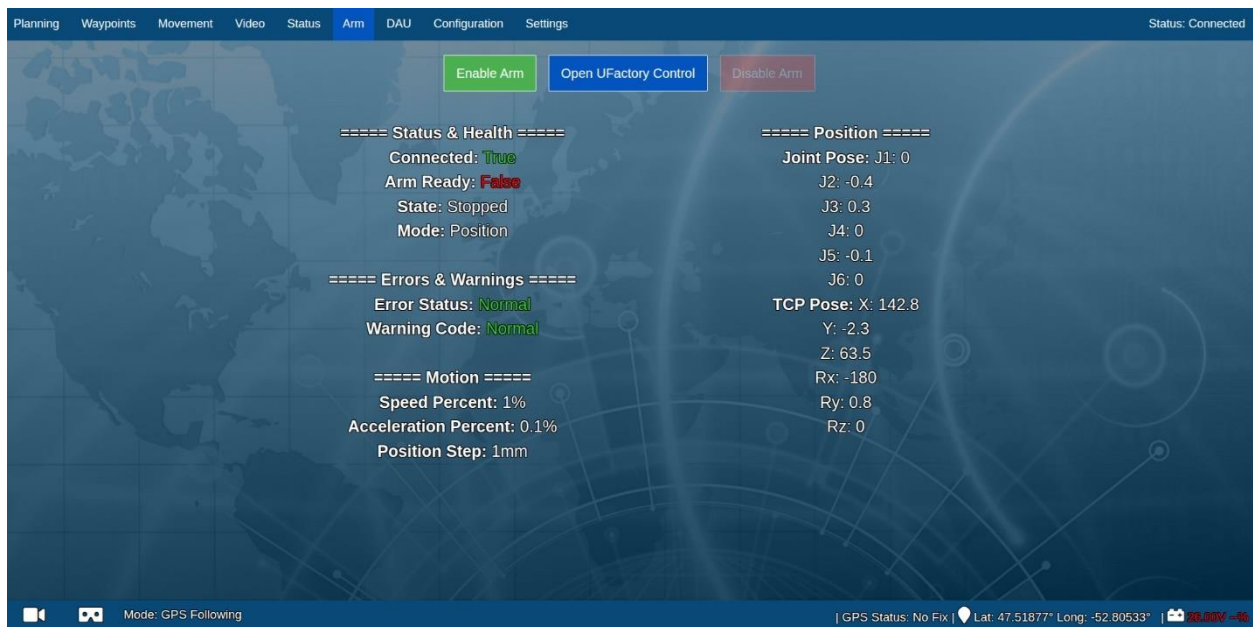 Planning Waypoints Movement Video Status Arm DAU Configuration Settings Status: Connected
Enable Arm Open UFactory Control Disable Arm
===== Status & Health =====
Connected: True
Arm Ready: False
State: Stopped
Mode: Position
===== Errors & Warnings =====
Error Status: Normal
Warning Code: Normal
===== Motion =====
Speed Percent: 1%
Acceleration Percent: 0.1%
Position Step: 1mm
===== Position =====
Joint Pose: J1: 0
J2: -0.4
J3: 0.3
J4: 0
J5: -0.1
J6: 0
TCP Pose: X: 142.8
Y: -2.3
Z: 63.5
Rx: -180
Ry: 0.8
Rz: 0
Mode: GPS Following | GPS Status: No Fix | Lat: 47.51877° Long: -52.80533° | 26.00V --%